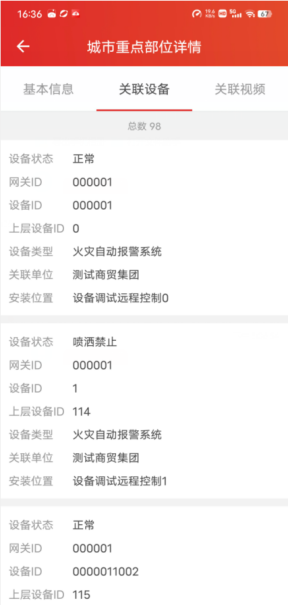 16:36
63
城市重点部位详情
基本信息 关联设备 关联视频
总数 98
设备状态 正常
网关ID 000001
设备ID 000001
上层设备ID 0
设备类型 火灾自动报警系统
关联单位 测试商贸集团
安装位置 设备调试远程控制0
设备状态 喷洒禁止
网关ID 000001
设备ID 1
上层设备ID 114
设备类型 火灾自动报警系统
关联单位 测试商贸集团
安装位置 设备调试远程控制1
设备状态 正常
网关ID 000001
设备ID 0000011002
上层设备ID 115